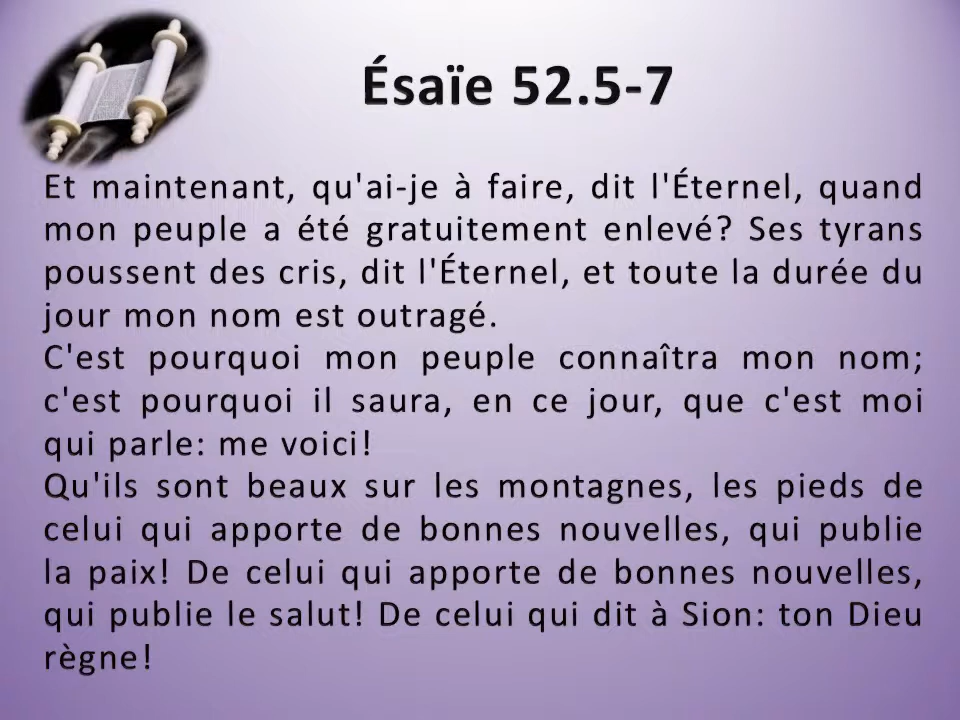 Ésaïe 52.5-7
Et maintenant, qu'ai-je à faire, dit l'Éternel, quand
mon peuple a été gratuitement enlevé? Ses tyrans
poussent des cris, dit l'Éternel, et toute la durée du
jour mon nom est outragé.
C'est pourquoi mon peuple connaîtra mon nom;
c'est pourquoi il saura, en ce jour, que c'est moi
qui parle: me voici!
Qu'ils sont beaux sur les montagnes, les pieds de
celui qui apporte de bonnes nouvelles, qui publie
la paix! De celui qui apporte de bonnes nouvelles,
qui publie le salut! De celui qui dit à Sion: ton Dieu
règne!